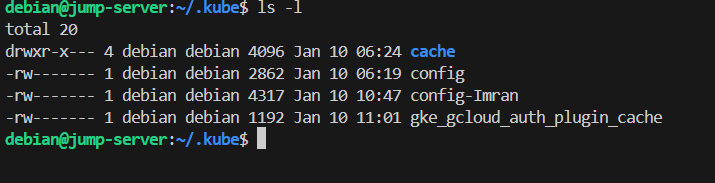 debian@jump-server:~/.kube$ ls -l
total 20
drwxr-x--- 4 debian debian 4096 Jan 10 06:24 cache
-rw------- 1 debian debian 2862 Jan 10 06:19 config
-rw------- 1 debian debian 4317 Jan 10 10:47 config-Imran
-rw------- 1 debian debian 1192 Jan 10 11:01 gke_gcloud_auth_plugin_cache
debian@jump-server:~/.kube$